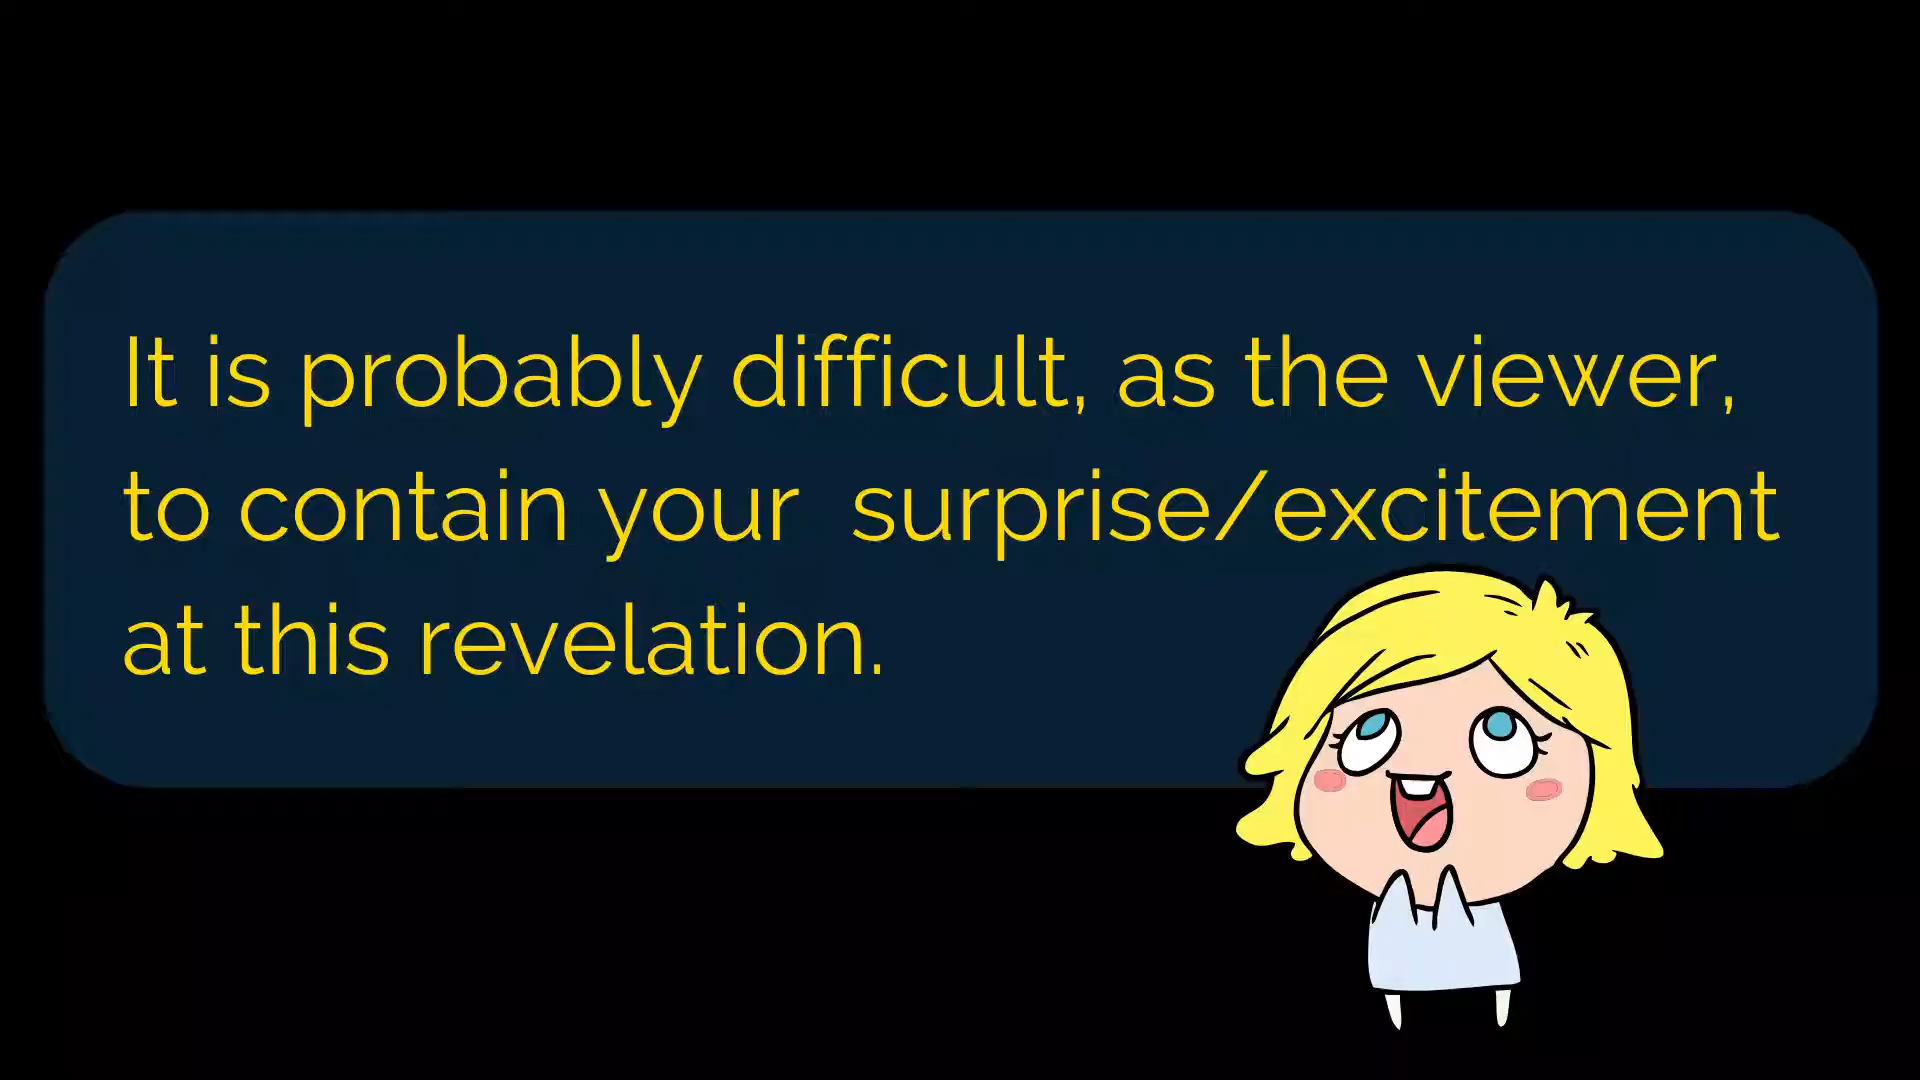 It is probably difficult, as the viewer,
to contain your  surprise/excitement
at this revelation.